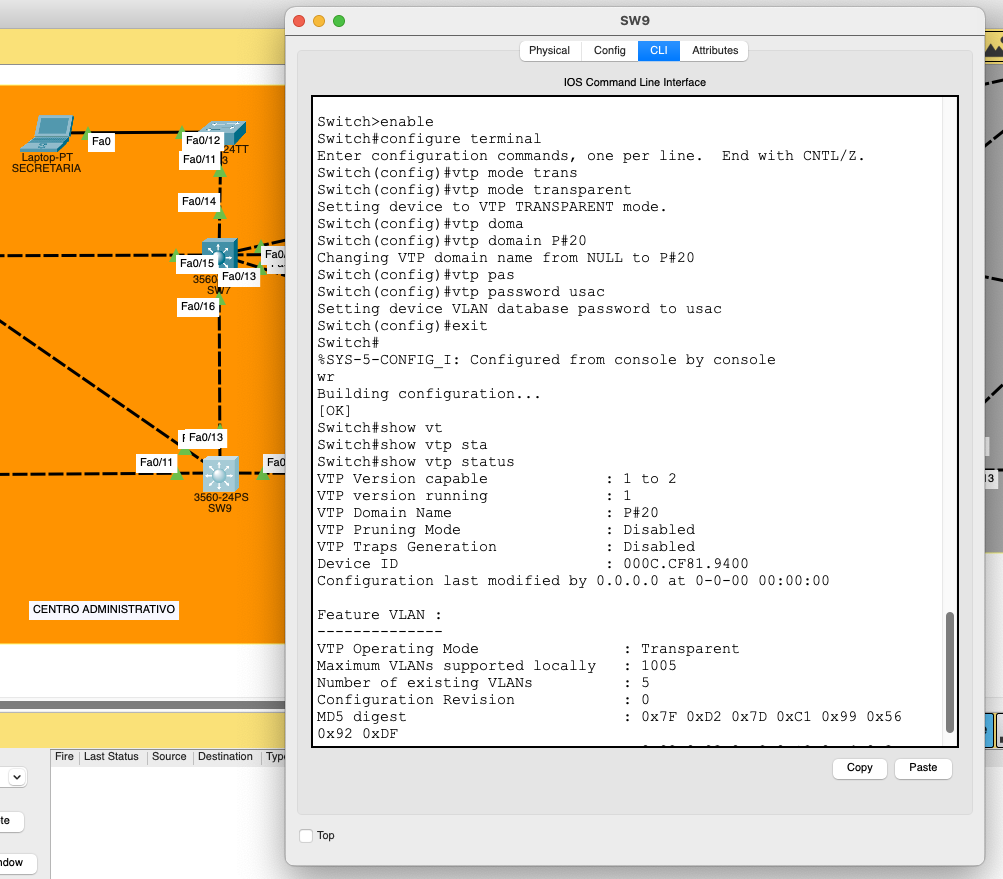 SW9
Physical
Config
CLI
Attributes
IOS Command Line Interface
Switch>enable
Switch#configure terminal
Enter configuration commands, one per line.  End with CNTL/Z.
Switch(config)#vtp mode trans
Switch(config)#vtp mode transparent
Setting device to VTP TRANSPARENT mode.
Switch(config)#vtp doma
Switch(config)#vtp domain P#20
Changing VTP domain name from NULL to P#20
Switch(config)#vtp pas
Switch(config)#vtp password usac
Setting device VLAN database password to usac
Switch(config)#exit
Switch#
%SYS-5-CONFIG_I: Configured from console by console
wr
Building configuration...
[OK]
Switch#show vt
Switch#show vtp sta
Switch#show vtp status
VTP Version capable : 1 to 2
VTP version running : 1
VTP Domain Name : P#20
VTP Pruning Mode : Disabled
VTP Traps Generation : Disabled
Device ID : 000C.CF81.9400
Configuration last modified by 0.0.0.0 at 0-0-00 00:00:00
Feature VLAN :
--------------
VTP Operating Mode : Transparent
Maximum VLANs supported locally : 1005
Number of existing VLANs : 5
Configuration Revision : 0
MD5 digest : 0x7F 0xD2 0x7D 0xC1 0x99 0x56
0x92 0xDF
Copy
Paste
Top
Fa0
Laptop-PT
SECRETARIA
Fa0/12
24TT
3
Fa0/11
Fa0/14
Fa0/15
Fa0/
Fa0/13
3560
SW7
Fa0/16
Fa0/13
Fa0/11
Fa0
3560-24PS
SW9
CENTRO ADMINISTRATIVO
13
Fire
Last Status
Source
Destination
Type
te
ndow